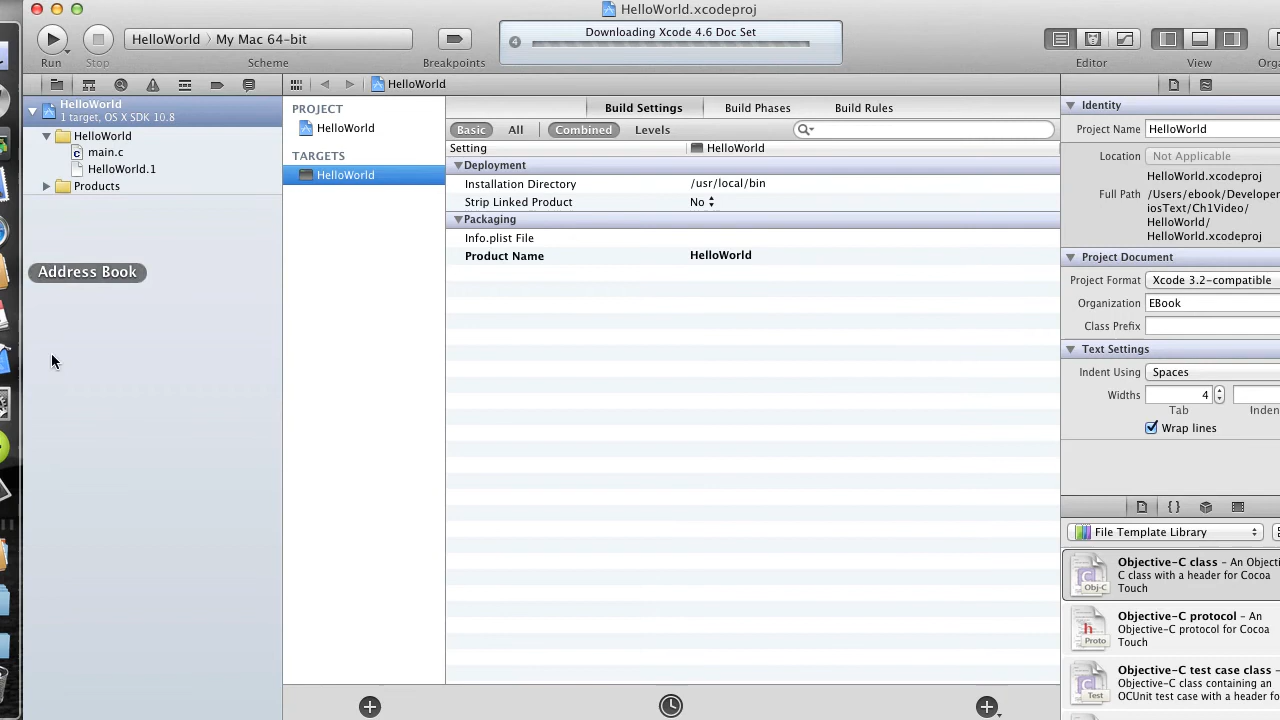 HelloWorld.xcodeproj
HelloWorld My Mac 64-bit
4 Downloading Xcode 4.6 Doc Set
Run Stop Scheme Breakpoints Editor View
HelloWorld
1 target, OS X SDK 10.8
HelloWorld
main.c
HelloWorld.1
Products
Address Book
HelloWorld
PROJECT
HelloWorld
TARGETS
HelloWorld
Build Settings Build Phases Build Rules
Basic All Combined Levels
Setting HelloWorld
Deployment
Installation Directory /usr/local/bin
Strip Linked Product No
Packaging
Info.plist File
Product Name HelloWorld
Identity
Project Name HelloWorld
Location Not Applicable
HelloWorld.xcodeproj
Full Path /Users/ebook/Developer
iosText/Ch1Video/
HelloWorld/
HelloWorld.xcodeproj
Project Document
Project Format Xcode 3.2-compatible
Organization EBook
Class Prefix
Text Settings
Indent Using Spaces
Widths 4
Tab Inden
Wrap lines
{ }
File Template Library
Obj-C
Objective-C class – An Objecti
C class with a header for Cocoa
Touch
h
Proto
Objective-C protocol – An
Objective-C protocol for Cocoa
Touch
Test
Objective-C test case class –
Objective-C class containing an
OCUnit test case with a header fo